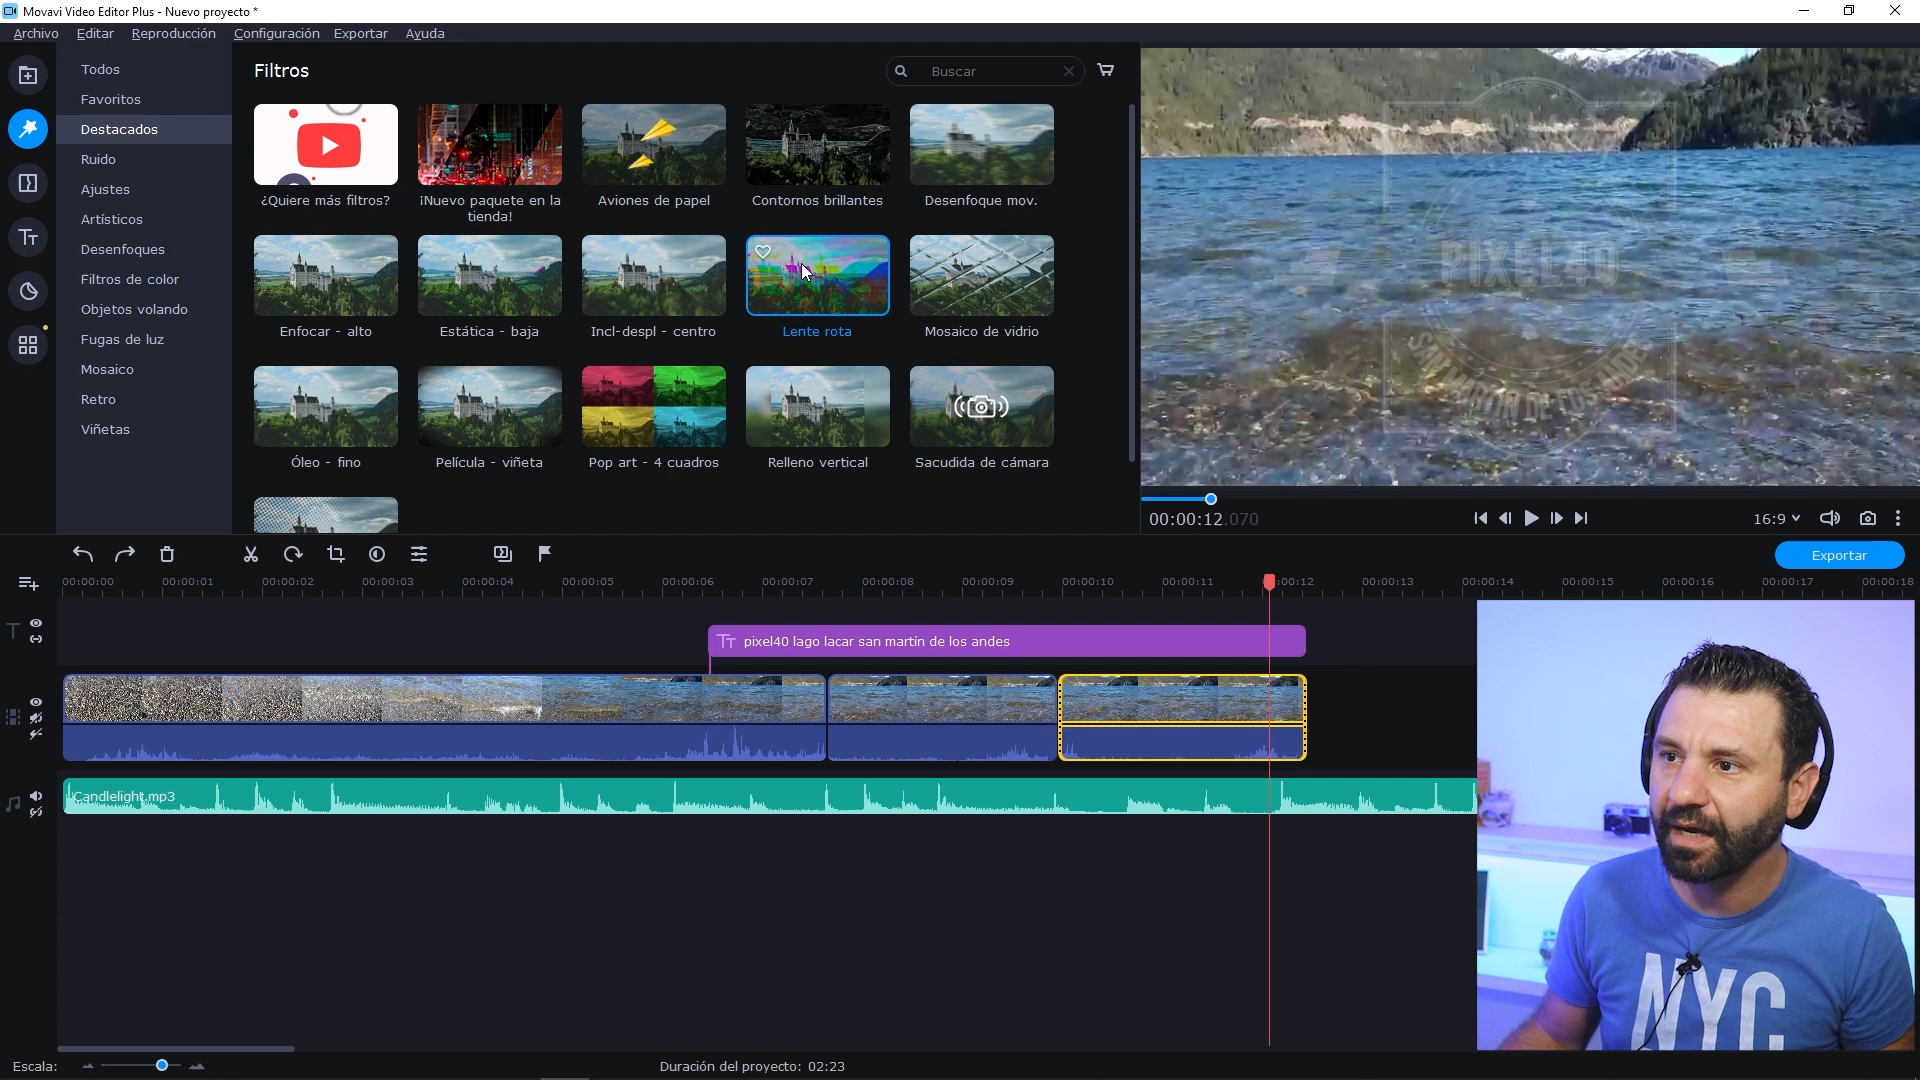 Movavi Video Editor Plus - Nuevo proyecto *
Archivo Editar Reproducción Configuración Exportar Ayuda
Todos
Favoritos
Destacados
Ruido
Ajustes
Artísticos
Desenfoques
Filtros de color
Objetos volando
Fugas de luz
Mosaico
Retro
Viñetas
Filtros
Buscar
¿Quiere más filtros?
¡Nuevo paquete en la
tienda!
Aviones de papel
Contornos brillantes
Desenfoque mov.
Enfocar - alto
Estática - baja
Incl-despl - centro
Lente rota
Mosaico de vidrio
Óleo - fino
Película - viñeta
Pop art - 4 cuadros
Relleno vertical
Sacudida de cámara
PIXEL40
SAN MARTÍN DE LOS ANDES
00:00:12.070
16:9
Exportar
00:00:00 00:00:01 00:00:02 00:00:03 00:00:04 00:00:05 00:00:06 00:00:07 00:00:08 00:00:09 00:00:10 00:00:11 :00:12 00:00:13 00:00:14 00:00:15 00:00:16 00:00:17 00:00:18
Tt pixel40 lago lacar san martín de los andes
Candlelight.mp3
NYC
Escala:
Duración del proyecto: 02:23